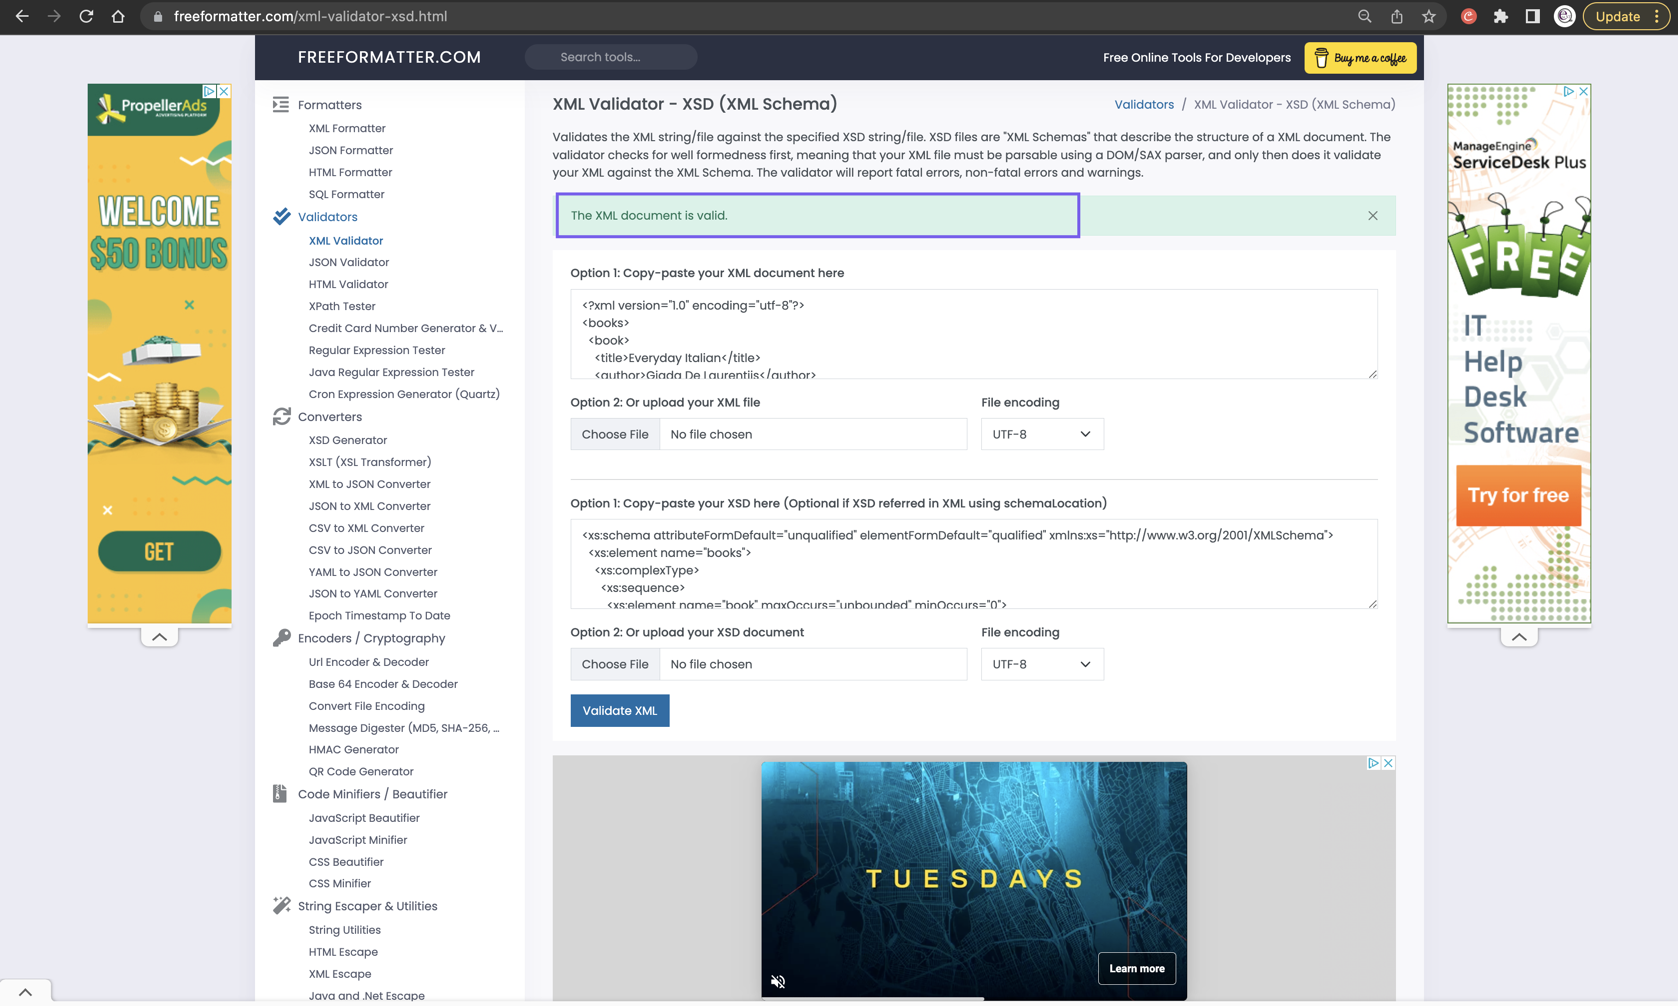 freeformatter.com/xml-validator-xsd.html
Update
FREEFORMATTER.COM
Search tools...
Free Online Tools For Developers
Buy me a coffee
PropellerAds
ADVERTISING PLATFORM
WELCOME
$50 BONUS
GET
Formatters
XML Formatter
JSON Formatter
HTML Formatter
SQL Formatter
Validators
XML Validator
JSON Validator
HTML Validator
XPath Tester
Credit Card Number Generator & V...
Regular Expression Tester
Java Regular Expression Tester
Cron Expression Generator (Quartz)
Converters
XSD Generator
XSLT (XSL Transformer)
XML to JSON Converter
JSON to XML Converter
CSV to XML Converter
CSV to JSON Converter
YAML to JSON Converter
JSON to YAML Converter
Epoch Timestamp To Date
Encoders / Cryptography
Url Encoder & Decoder
Base 64 Encoder & Decoder
Convert File Encoding
Message Digester (MD5, SHA-256, ...
HMAC Generator
QR Code Generator
Code Minifiers / Beautifier
JavaScript Beautifier
JavaScript Minifier
CSS Beautifier
CSS Minifier
String Escaper & Utilities
String Utilities
HTML Escape
XML Escape
Java and .Net Escape
XML Validator - XSD (XML Schema)
Validators / XML Validator - XSD (XML Schema)
Validates the XML string/file against the specified XSD string/file. XSD files are "XML Schemas" that describe the structure of a XML document. The
validator checks for well formedness first, meaning that your XML file must be parsable using a DOM/SAX parser, and only then does it validate
your XML against the XML Schema. The validator will report fatal errors, non-fatal errors and warnings.
The XML document is valid.
Option 1: Copy-paste your XML document here
<?xml version="1.0" encoding="utf-8"?>
<books>
<book>
<title>Everyday Italian</title>
<author>Giada De Laurentiis</author>
Option 2: Or upload your XML file
File encoding
Choose File
No file chosen
UTF-8
Option 1: Copy-paste your XSD here (Optional if XSD referred in XML using schemaLocation)
<xs:schema attributeFormDefault="unqualified" elementFormDefault="qualified" xmlns:xs="http://www.w3.org/2001/XMLSchema">
<xs:element name="books">
<xs:complexType>
<xs:sequence>
<xs:element name="book" maxOccurs="unbounded" minOccurs="0">
Option 2: Or upload your XSD document
File encoding
Choose File
No file chosen
UTF-8
Validate XML
TUESDAYS
Learn more
ManageEngine
ServiceDesk Plus
FREE
IT
Help
Desk
Software
Try for free